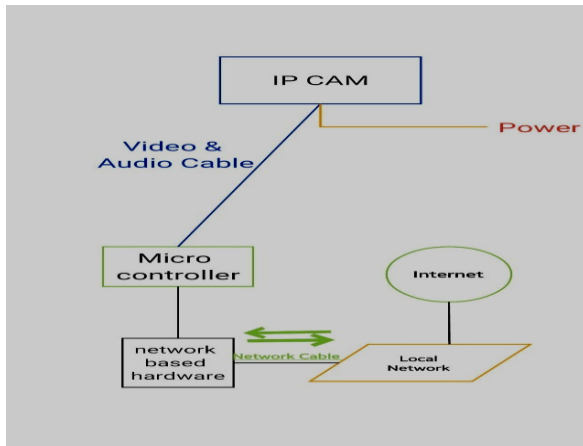 IP CAM
Power
Video &
Audio Cable
Micro
controller
Internet
network
based
hardware
Network Cable
Local
Network